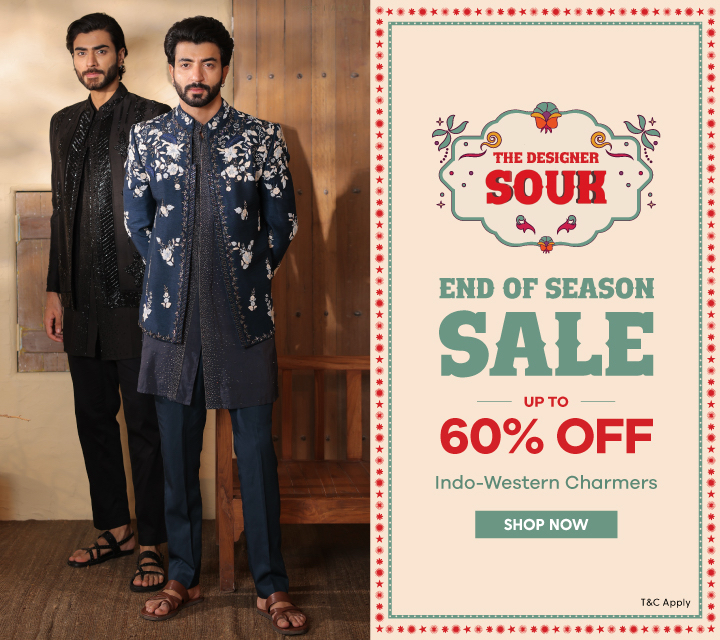 THE DESIGNER
SOUK
END OF SEASON
SALE
UP TO
60% OFF
Indo-Western Charmers
SHOP NOW
T&C Apply